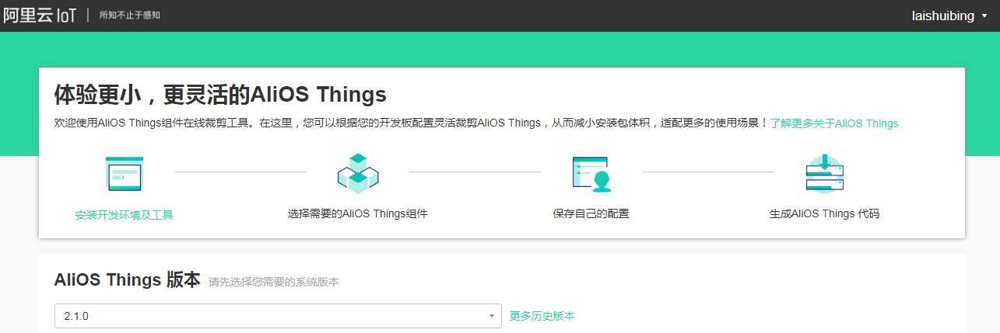 阿里云 IoT | 所知不止于感知
laishuibing
体验更小，更灵活的AliOS Things
欢迎使用AliOS Things组件在线裁剪工具。在这里，您可以根据您的开发板配置灵活裁剪AliOS Things，从而减小安装包体积，适配更多的使用场景！了解更多关于AliOS Things
安装开发环境及工具
选择需要的AliOS Things组件
保存自己的配置
生成AliOS Things 代码
AliOS Things 版本 请先选择您需要的系统版本
2.1.0
更多历史版本